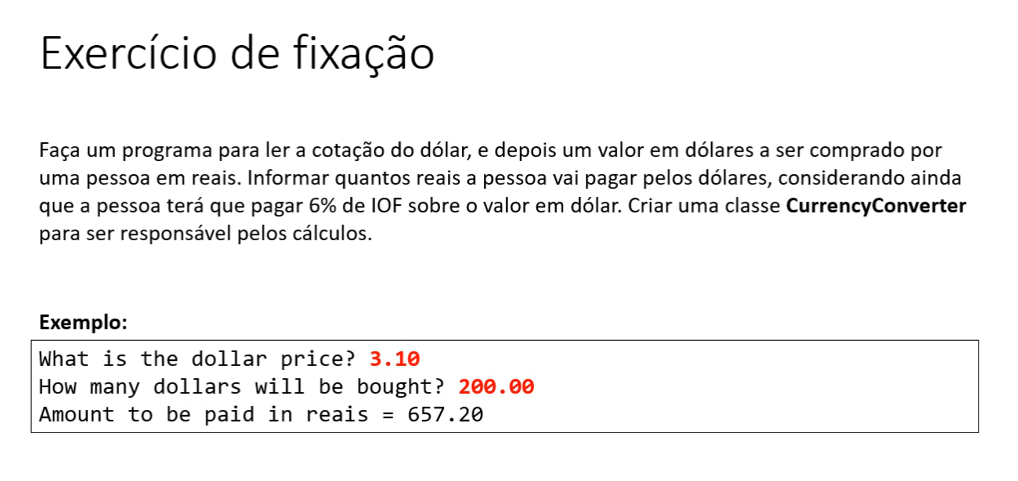 Exercício de fixação
Faça um programa para ler a cotação do dólar, e depois um valor em dólares a ser comprado por
uma pessoa em reais. Informar quantos reais a pessoa vai pagar pelos dólares, considerando ainda
que a pessoa terá que pagar 6% de IOF sobre o valor em dólar. Criar uma classe CurrencyConverter
para ser responsável pelos cálculos.
Exemplo:
What is the dollar price? 3.10
How many dollars will be bought? 200.00
Amount to be paid in reais = 657.20